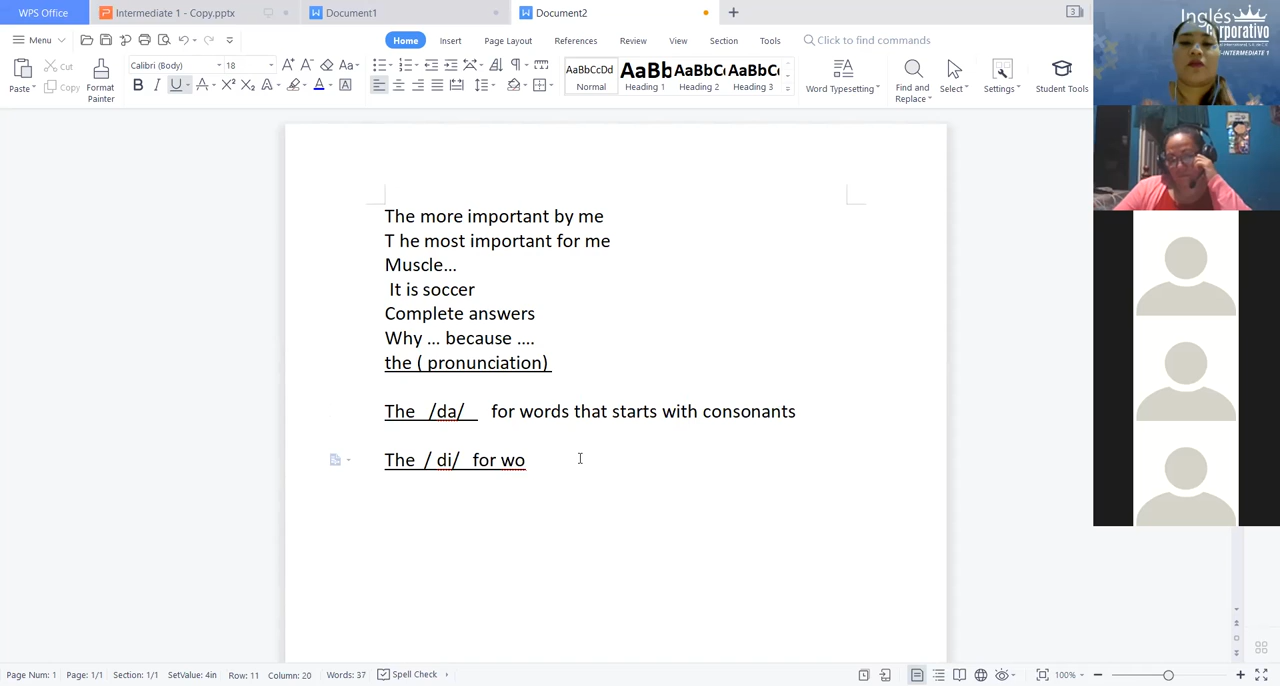 WPS Office
Intermediate 1 - Copy.pptx
Document1
Document2
Menu
Home
Insert
Page Layout
References
Review
View
Section
Tools
Click to find commands
Paste
Cut
Copy
Format Painter
Calibri (Body)
18
AaBbCcDd
Normal
AaBb
Heading 1
AaBbC
Heading 2
AaBbC
Heading 3
Word Typesetting
Find and Replace
Select
Settings
Student Tools
Inglés
Corporativo
INTERMEDIATE 1
The more important by me
T he most important for me
Muscle...
It is soccer
Complete answers
Why ... because ....
the ( pronunciation)
The /da/ for words that starts with consonants
The / di/ for wo
Page Num: 1 Page: 1/1 Section: 1/1 SetValue: 4in Row: 11 Column: 20 Words: 37 Spell Check
100%